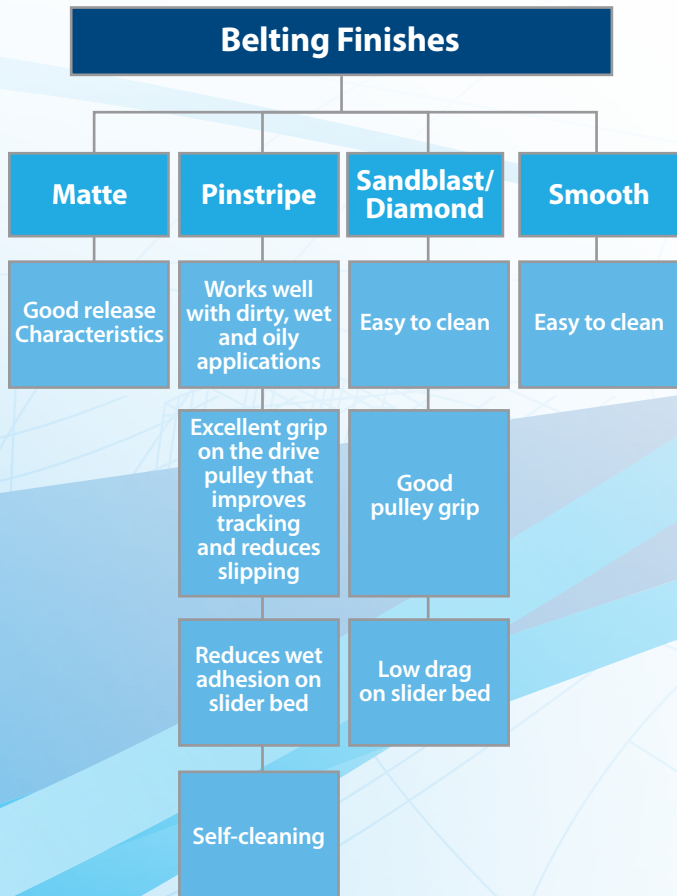 Belting Finishes
Matte
Pinstripe
Sandblast/
Diamond
Smooth
Good release
Characteristics
Works well
with dirty, wet
and oily
applications
Easy to clean
Easy to clean
Excellent grip
on the drive
pulley that
improves
tracking
and reduces
slipping
Good
pulley grip
Reduces wet
adhesion on
slider bed
Low drag
on slider bed
Self-cleaning